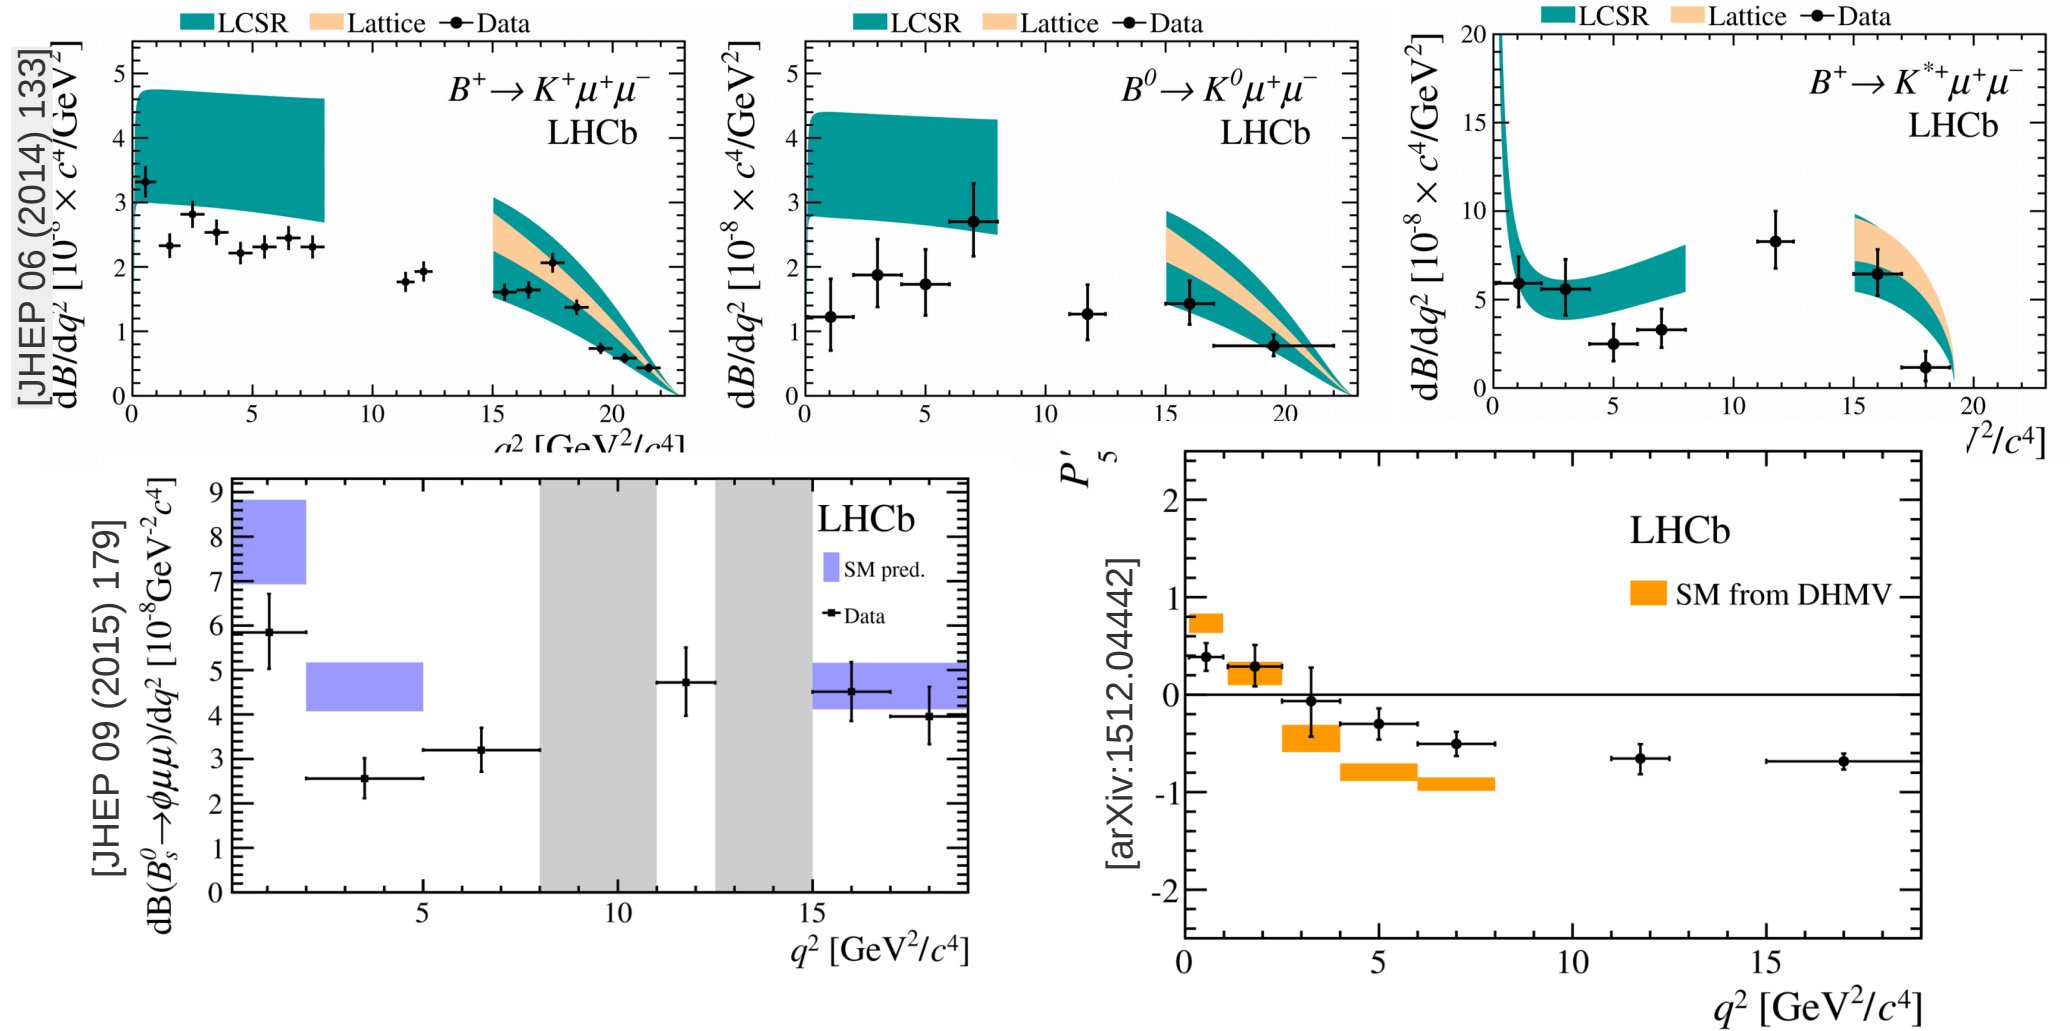 LCSR Lattice Data
B⁺ → K⁺μ⁺μ⁻
LHCb
dB/dq² [10⁻⁸ × c⁴/GeV²]
5
4
3
2
1
0
0 5 10 15 20
q² [GeV²/c⁴]
[JHEP 06 (2014) 133]
LCSR Lattice Data
B⁰ → K⁰μ⁺μ⁻
LHCb
dB/dq² [10⁻⁸ × c⁴/GeV²]
5
4
3
2
1
0
0 5 10 15 20
LCSR Lattice Data
B⁺ → K*⁺μ⁺μ⁻
LHCb
dB/dq² [10⁻⁸ × c⁴/GeV²]
20
15
10
5
0
0 5 10 15 20
²/c⁴]
[JHEP 09 (2015) 179]
dB(B⁰ₛ→ϕμμ)/dq² [10⁻⁸GeV⁻²c⁴]
9
8
7
6
5
4
3
2
1
0
LHCb
SM pred.
Data
5 10 15
q² [GeV²/c⁴]
[arXiv:1512.04442]
P'₅
2
1
0
-1
-2
LHCb
SM from DHMV
0 5 10 15
q² [GeV²/c⁴]